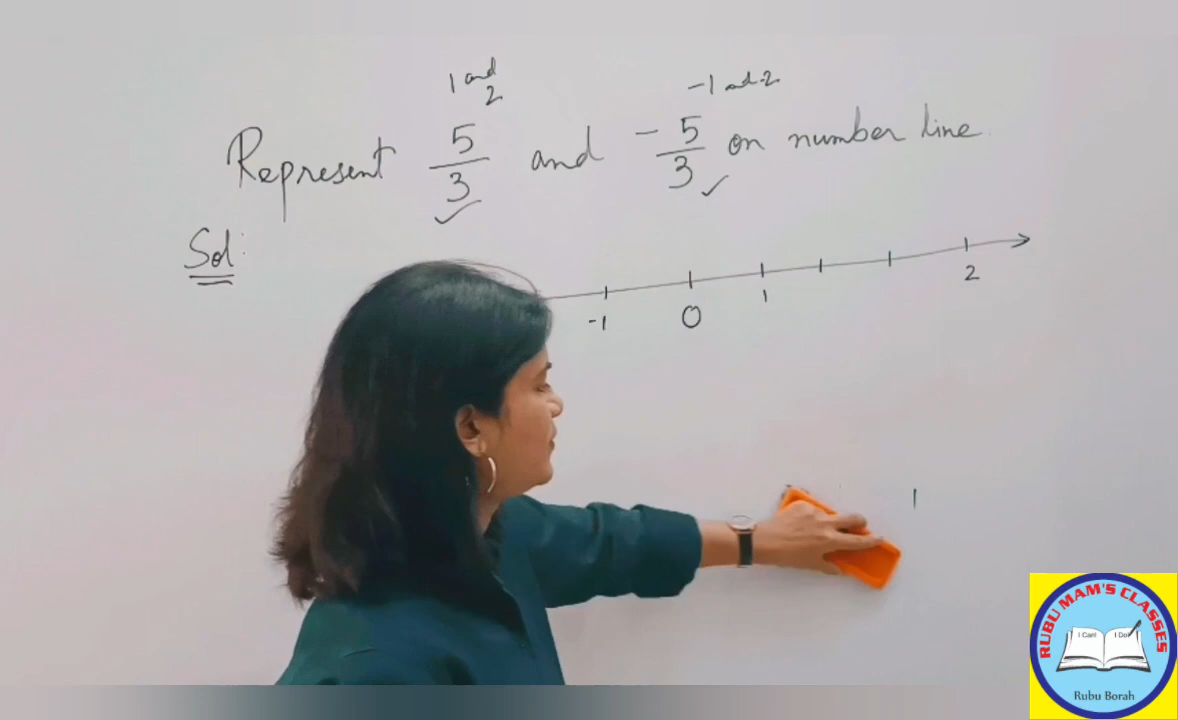 1 and 2
-1 and -2
Represent 5/3 and -5/3 on number line.
Sol:
-1 0 1 2
RUBU MAM'S CLASSES
I Can! I Do
Rubu Borah